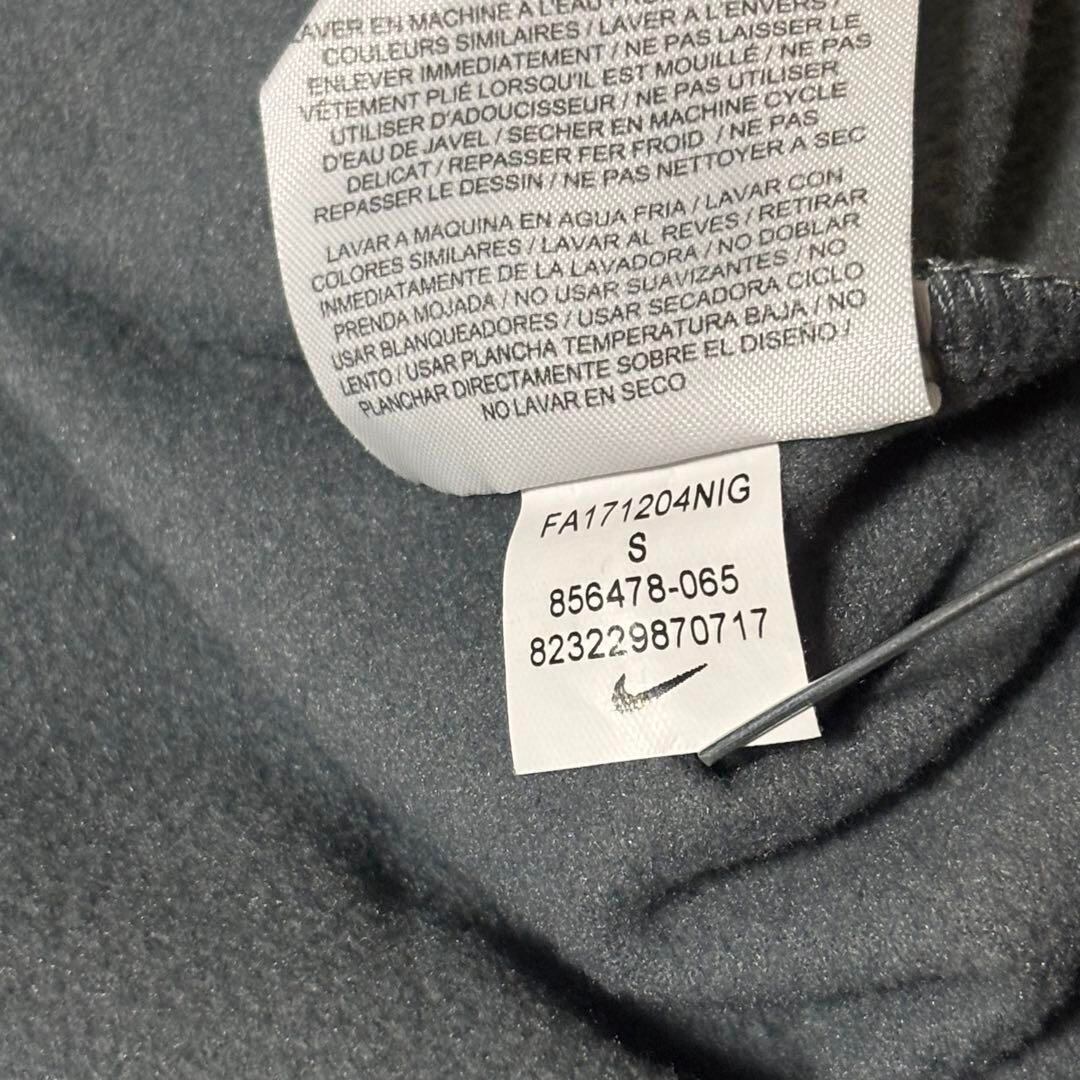 LAVER EN MACHINE A L'EAU
COULEURS SIMILAIRES / LAVER A L'ENVERS /
ENLEVER IMMEDIATEMENT / NE PAS LAISSER LE
VÊTEMENT PLIÉ LORSQU'IL EST MOUILLÉ / NE PAS
UTILISER D'ADOUCISSEUR / NE PAS UTILISER
D'EAU DE JAVEL / SECHER EN MACHINE CYCLE
DELICAT / REPASSER FER FROID / NE PAS
REPASSER LE DESSIN / NE PAS NETTOYER A SEC
LAVAR A MAQUINA EN AGUA FRIA / LAVAR CON
COLORES SIMILARES / LAVAR AL REVES / RETIRAR
INMEDIATAMENTE DE LA LAVADORA / NO DOBLAR
PRENDA MOJADA / NO USAR SUAVIZANTES / NO
USAR BLANQUEADORES / USAR SECADORA CICLO
LENTO / USAR PLANCHA TEMPERATURA BAJA / NO
PLANCHAR DIRECTAMENTE SOBRE EL DISEÑO /
NO LAVAR EN SECO
FA171204NIG
S
856478-065
823229870717